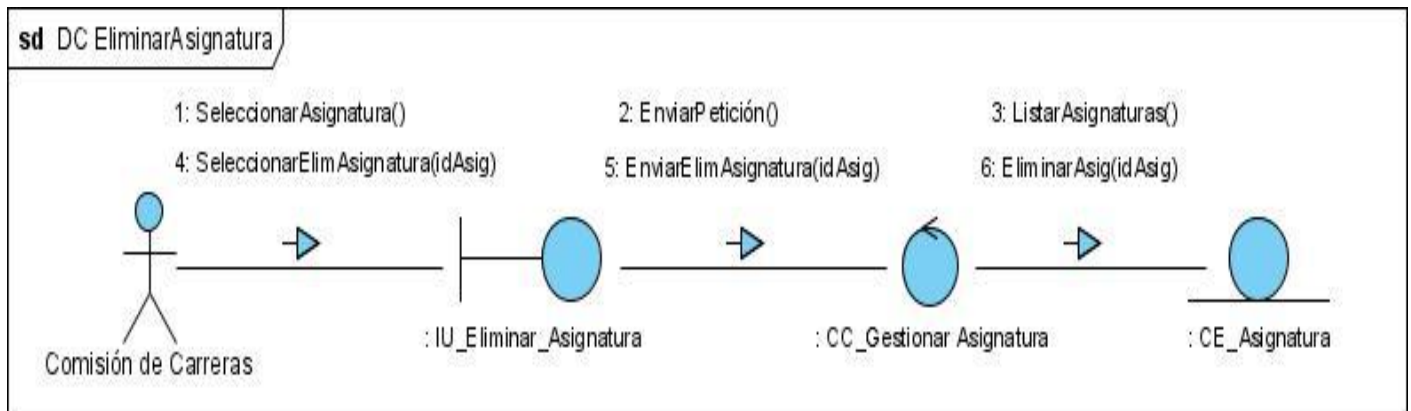 sd DC EliminarAsignatura
1: SeleccionarAsignatura()
2: EnviarPetición()
3: ListarAsignaturas()
4: SeleccionarElimAsignatura(idAsig)
5: EnviarElimAsignatura(idAsig)
6: EliminarAsig(idAsig)
: IU_Eliminar_Asignatura
: CC_Gestionar Asignatura
: CE_Asignatura
Comisión de Carreras